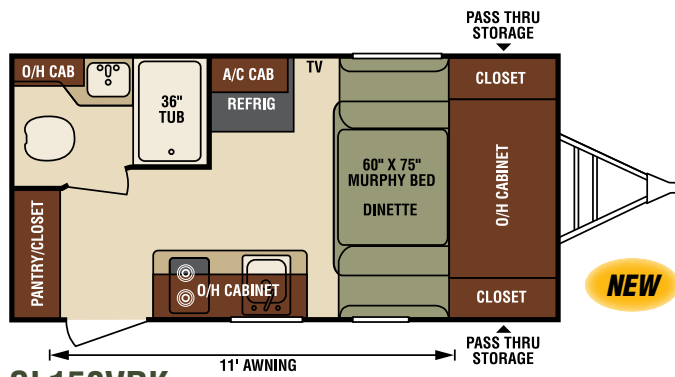 PASS THRU
STORAGE
O/H CAB
36"
TUB
A/C CAB
REFRIG
TV
CLOSET
60" X 75"
MURPHY BED
DINETTE
O/H CABINET
PANTRY/CLOSET
O/H CABINET
CLOSET
NEW
PASS THRU
STORAGE
11' AWNING